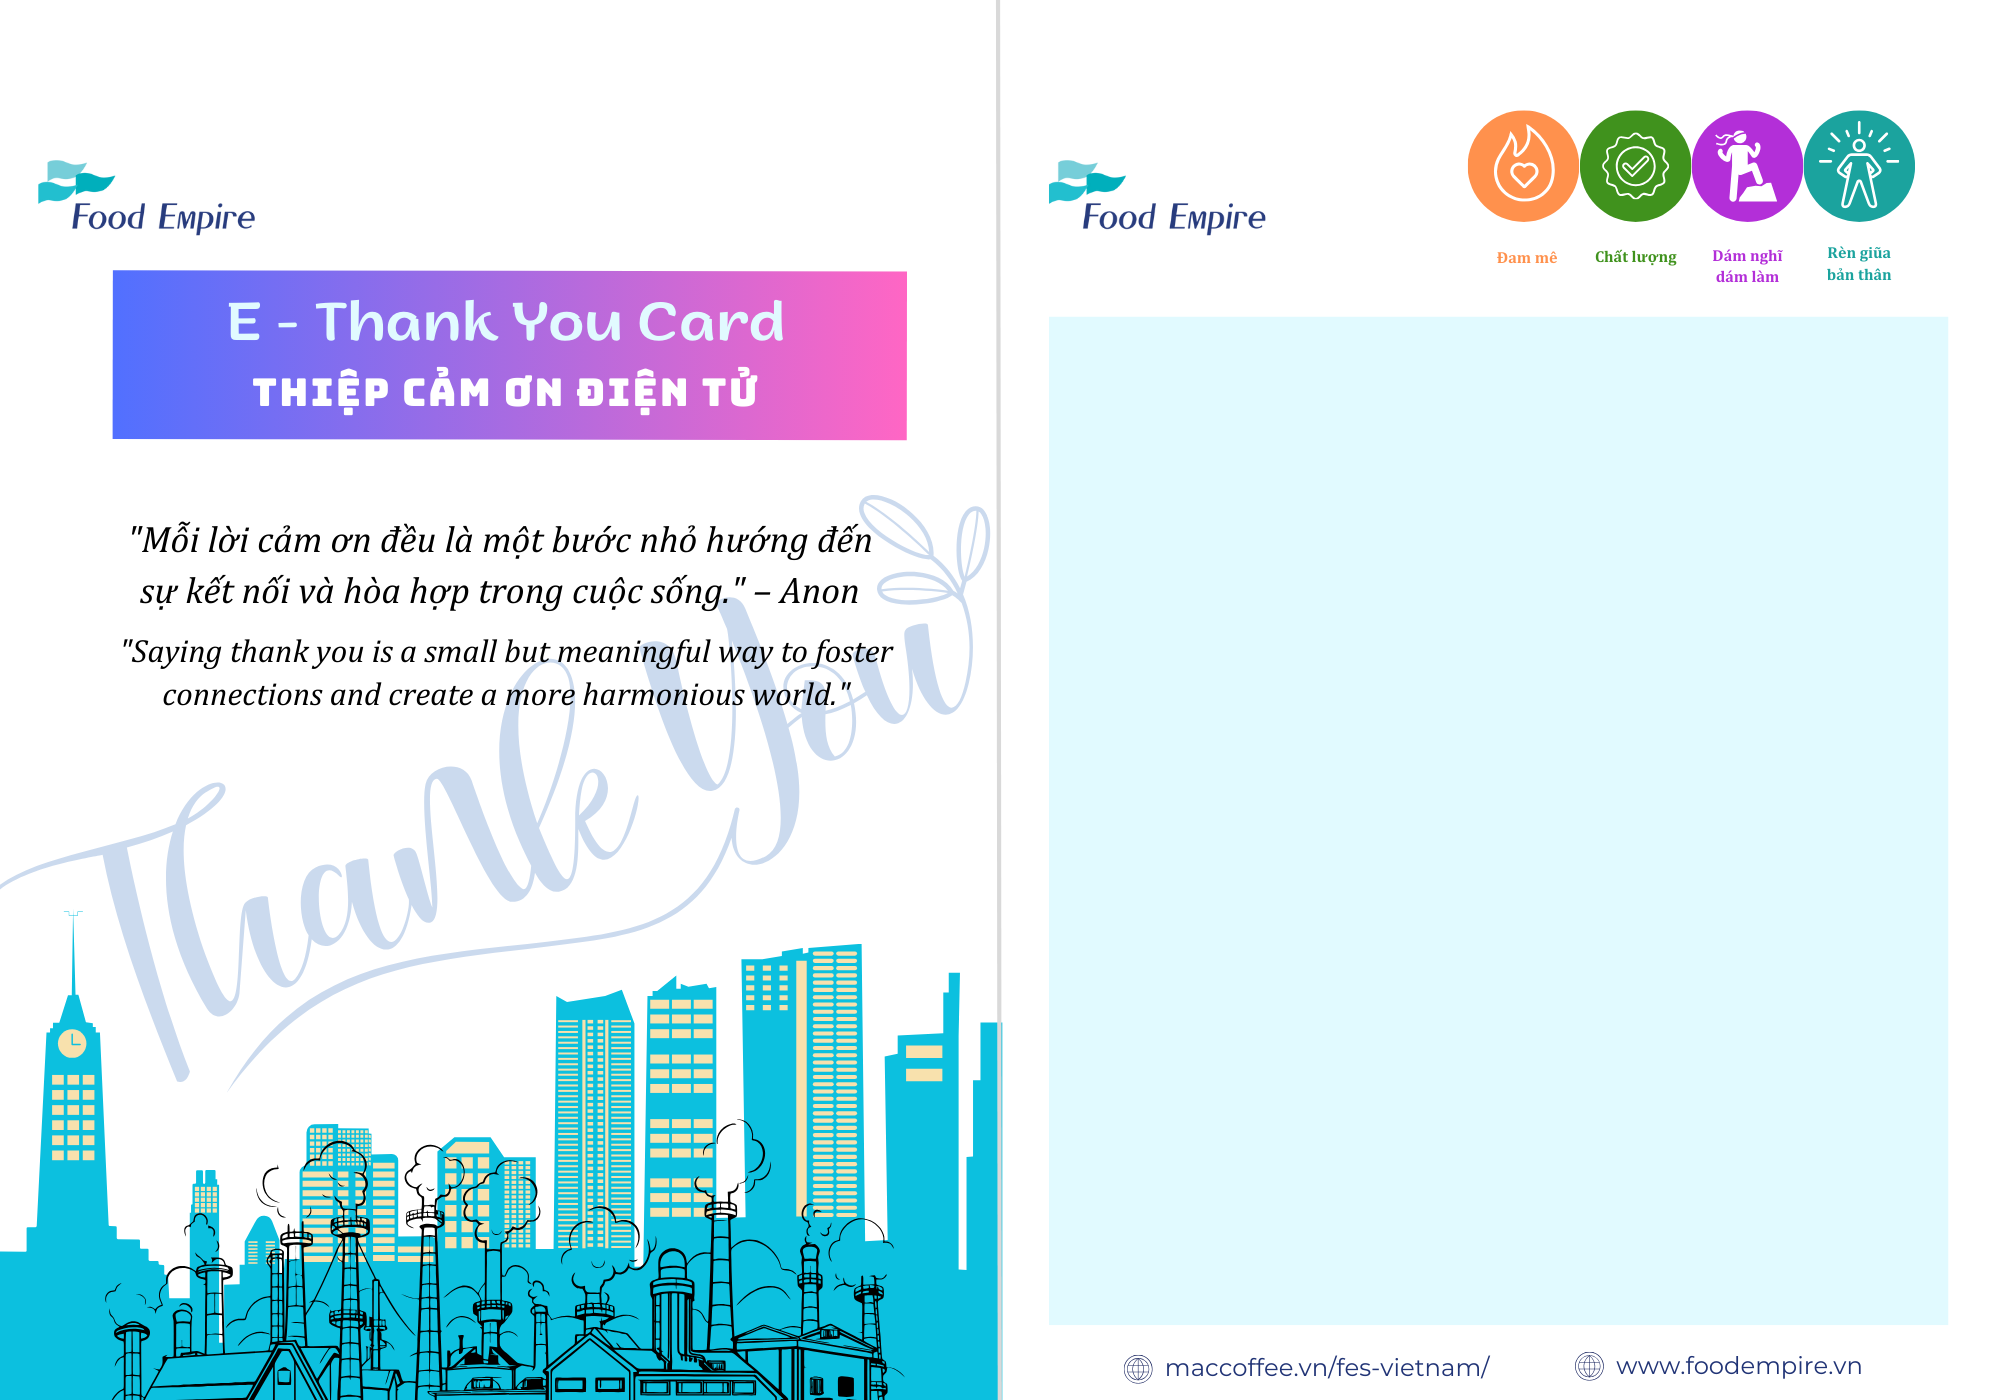 Food Empire
E - Thank You Card
THIỆP CẢM ƠN ĐIỆN TỬ
"Mỗi lời cảm ơn đều là một bước nhỏ hướng đến
sự kết nối và hòa hợp trong cuộc sống." – Anon
"Saying thank you is a small but meaningful way to foster
connections and create a more harmonious world."
Thank You
Food Empire
Đam mê
Chất lượng
Dám nghĩ
dám làm
Rèn giũa
bản thân
maccoffee.vn/fes-vietnam/
www.foodempire.vn